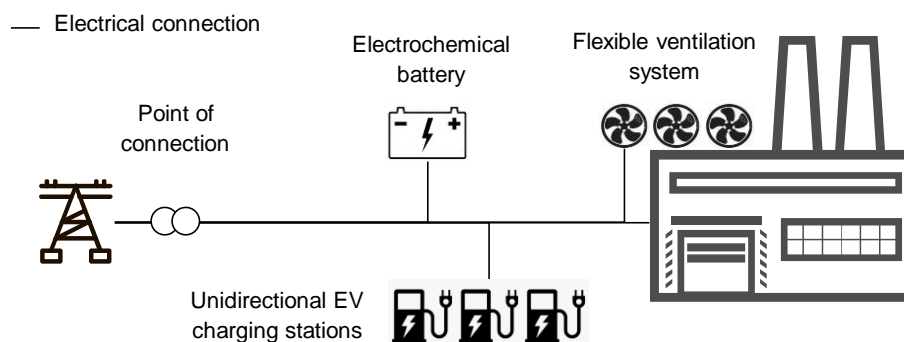 Electrical connection
Electrochemical
battery
Flexible ventilation
system
Point of
connection
Unidirectional EV
charging stations